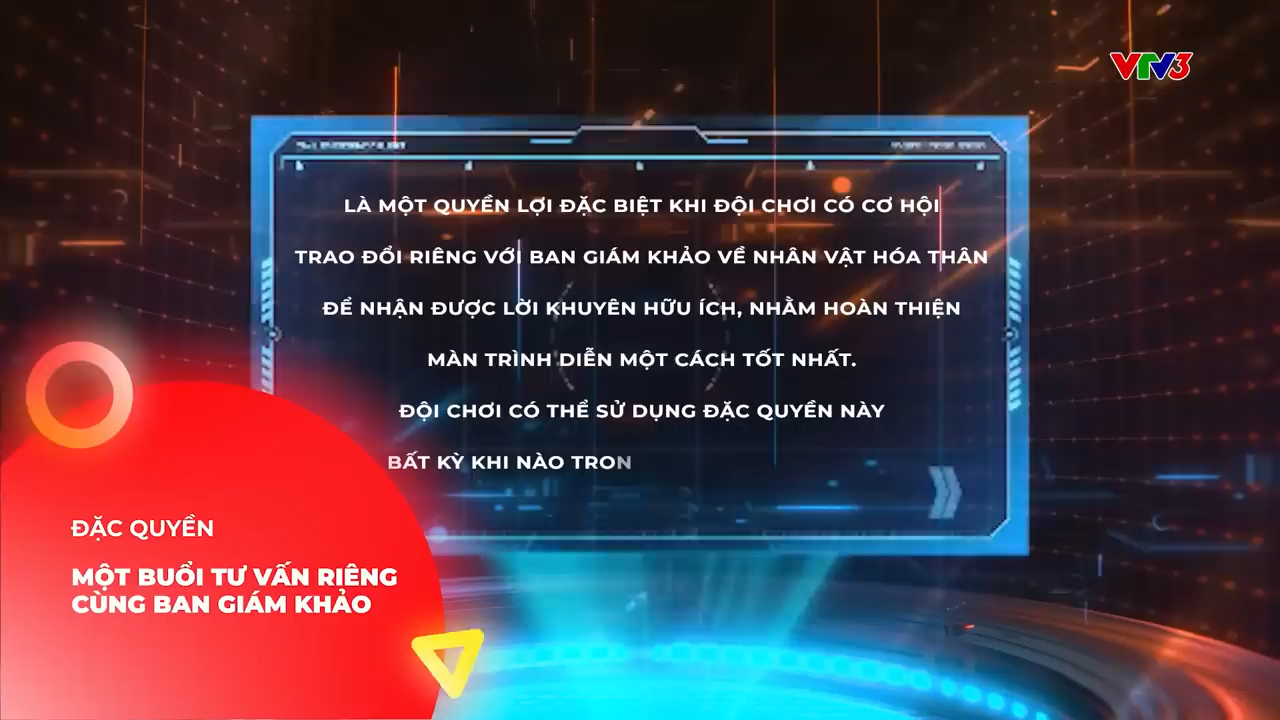 VTV3
LÀ MỘT QUYỀN LỢI ĐẶC BIỆT KHI ĐỘI CHƠI CÓ CƠ HỘI
TRAO ĐỔI RIÊNG VỚI BAN GIÁM KHẢO VỀ NHÂN VẬT HÓA THÂN
ĐỂ NHẬN ĐƯỢC LỜI KHUYÊN HỮU ÍCH, NHẰM HOÀN THIỆN
MÀN TRÌNH DIỄN MỘT CÁCH TỐT NHẤT.
ĐỘI CHƠI CÓ THỂ SỬ DỤNG ĐẶC QUYỀN NÀY
BẤT KỲ KHI NÀO TRON
ĐẶC QUYỀN
MỘT BUỔI TƯ VẤN RIÊNG
CÙNG BAN GIÁM KHẢO